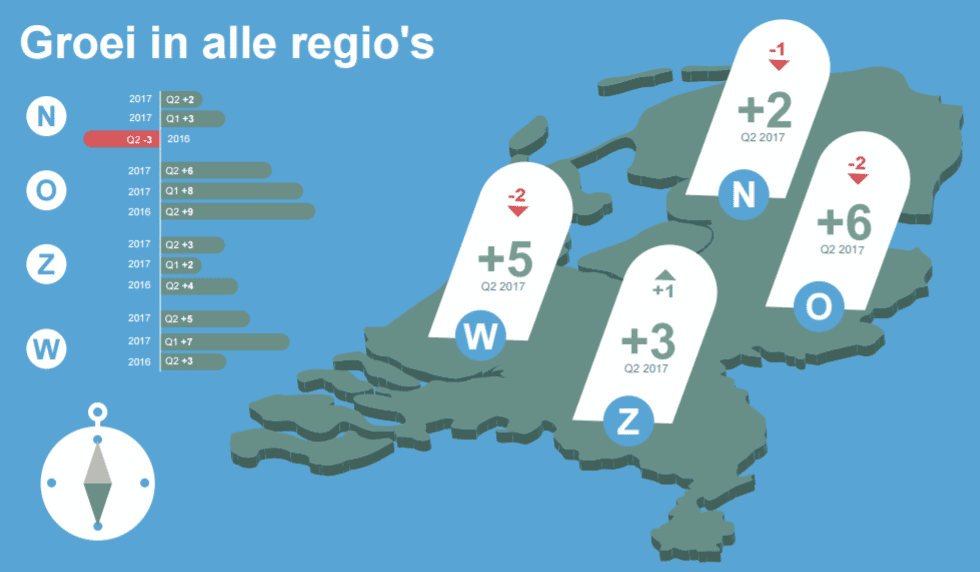 Groei in alle regio's
N
2017 Q2 +2
2017 Q1 +3
Q2 -3 2016
O
2017 Q2 +6
2017 Q1 +8
2016 Q2 +9
Z
2017 Q2 +3
2017 Q1 +2
2016 Q2 +4
W
2017 Q2 +5
2017 Q1 +7
2016 Q2 +3
-1
+2
Q2 2017
N
-2
+6
Q2 2017
O
-2
+5
Q2 2017
W
+1
+3
Q2 2017
Z